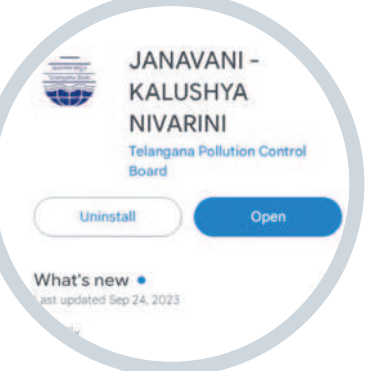 JANAVANI -
KALUSHYA
NIVARINI
Telangana Pollution Control
Board
Uninstall
Open
What's new
Last updated Sep 24, 2023